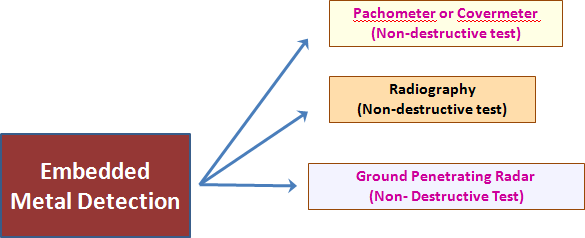 Pachometer or Covermeter
(Non-destructive test)
Radiography
(Non-destructive test)
Embedded
Metal Detection
Ground Penetrating Radar
(Non- Destructive Test)